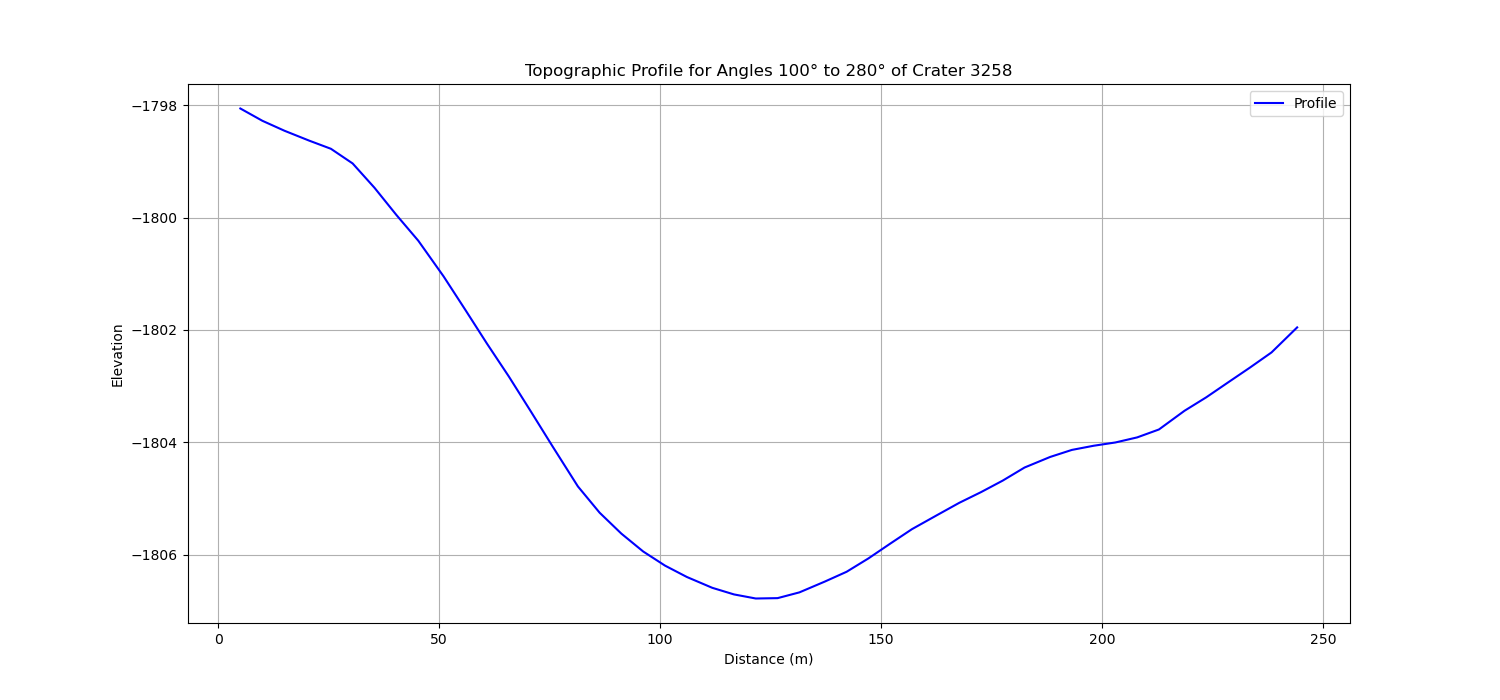 Topographic Profile for Angles 100° to 280° of Crater 3258
Profile
−1798
−1800
−1802
−1804
−1806
Elevation
0
50
100
150
200
250
Distance (m)